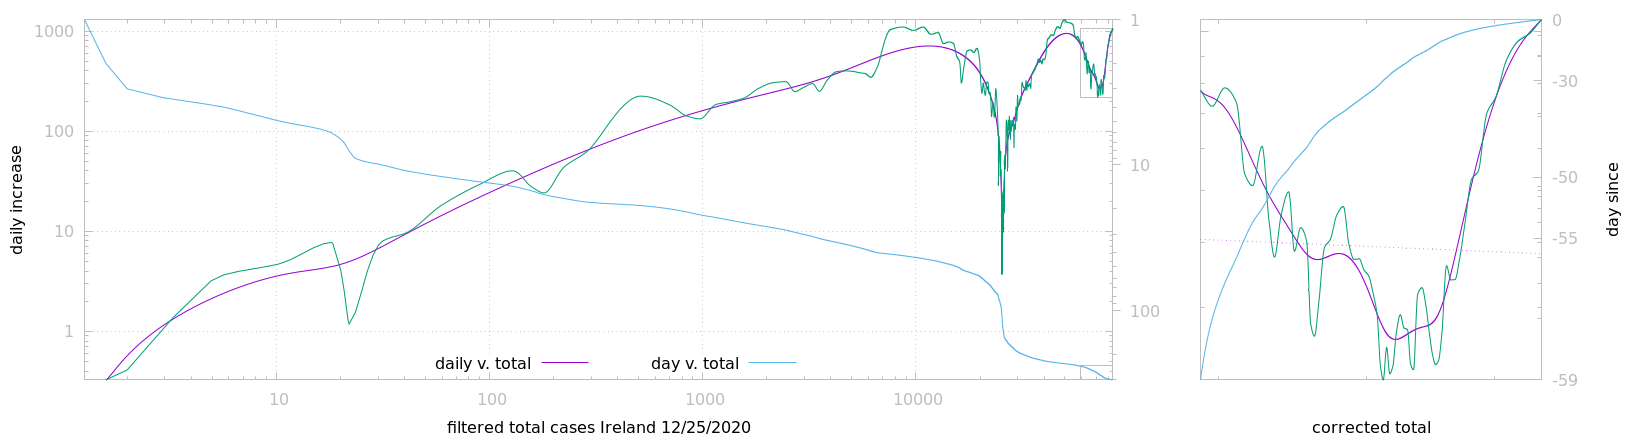 1000
100
10
1
daily increase
10
100
1000
10000
filtered total cases Ireland 12/25/2020
daily v. total
day v. total
1
10
100
0
-30
-50
-55
-59
day since
corrected total